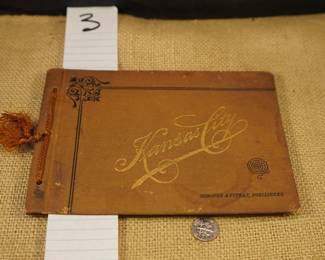 3
Kansas City
PUBLISHERS.